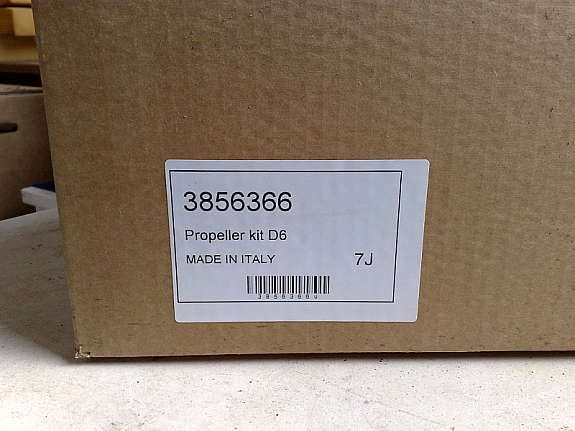 3856366
Propeller kit D6
MADE IN ITALY 7J